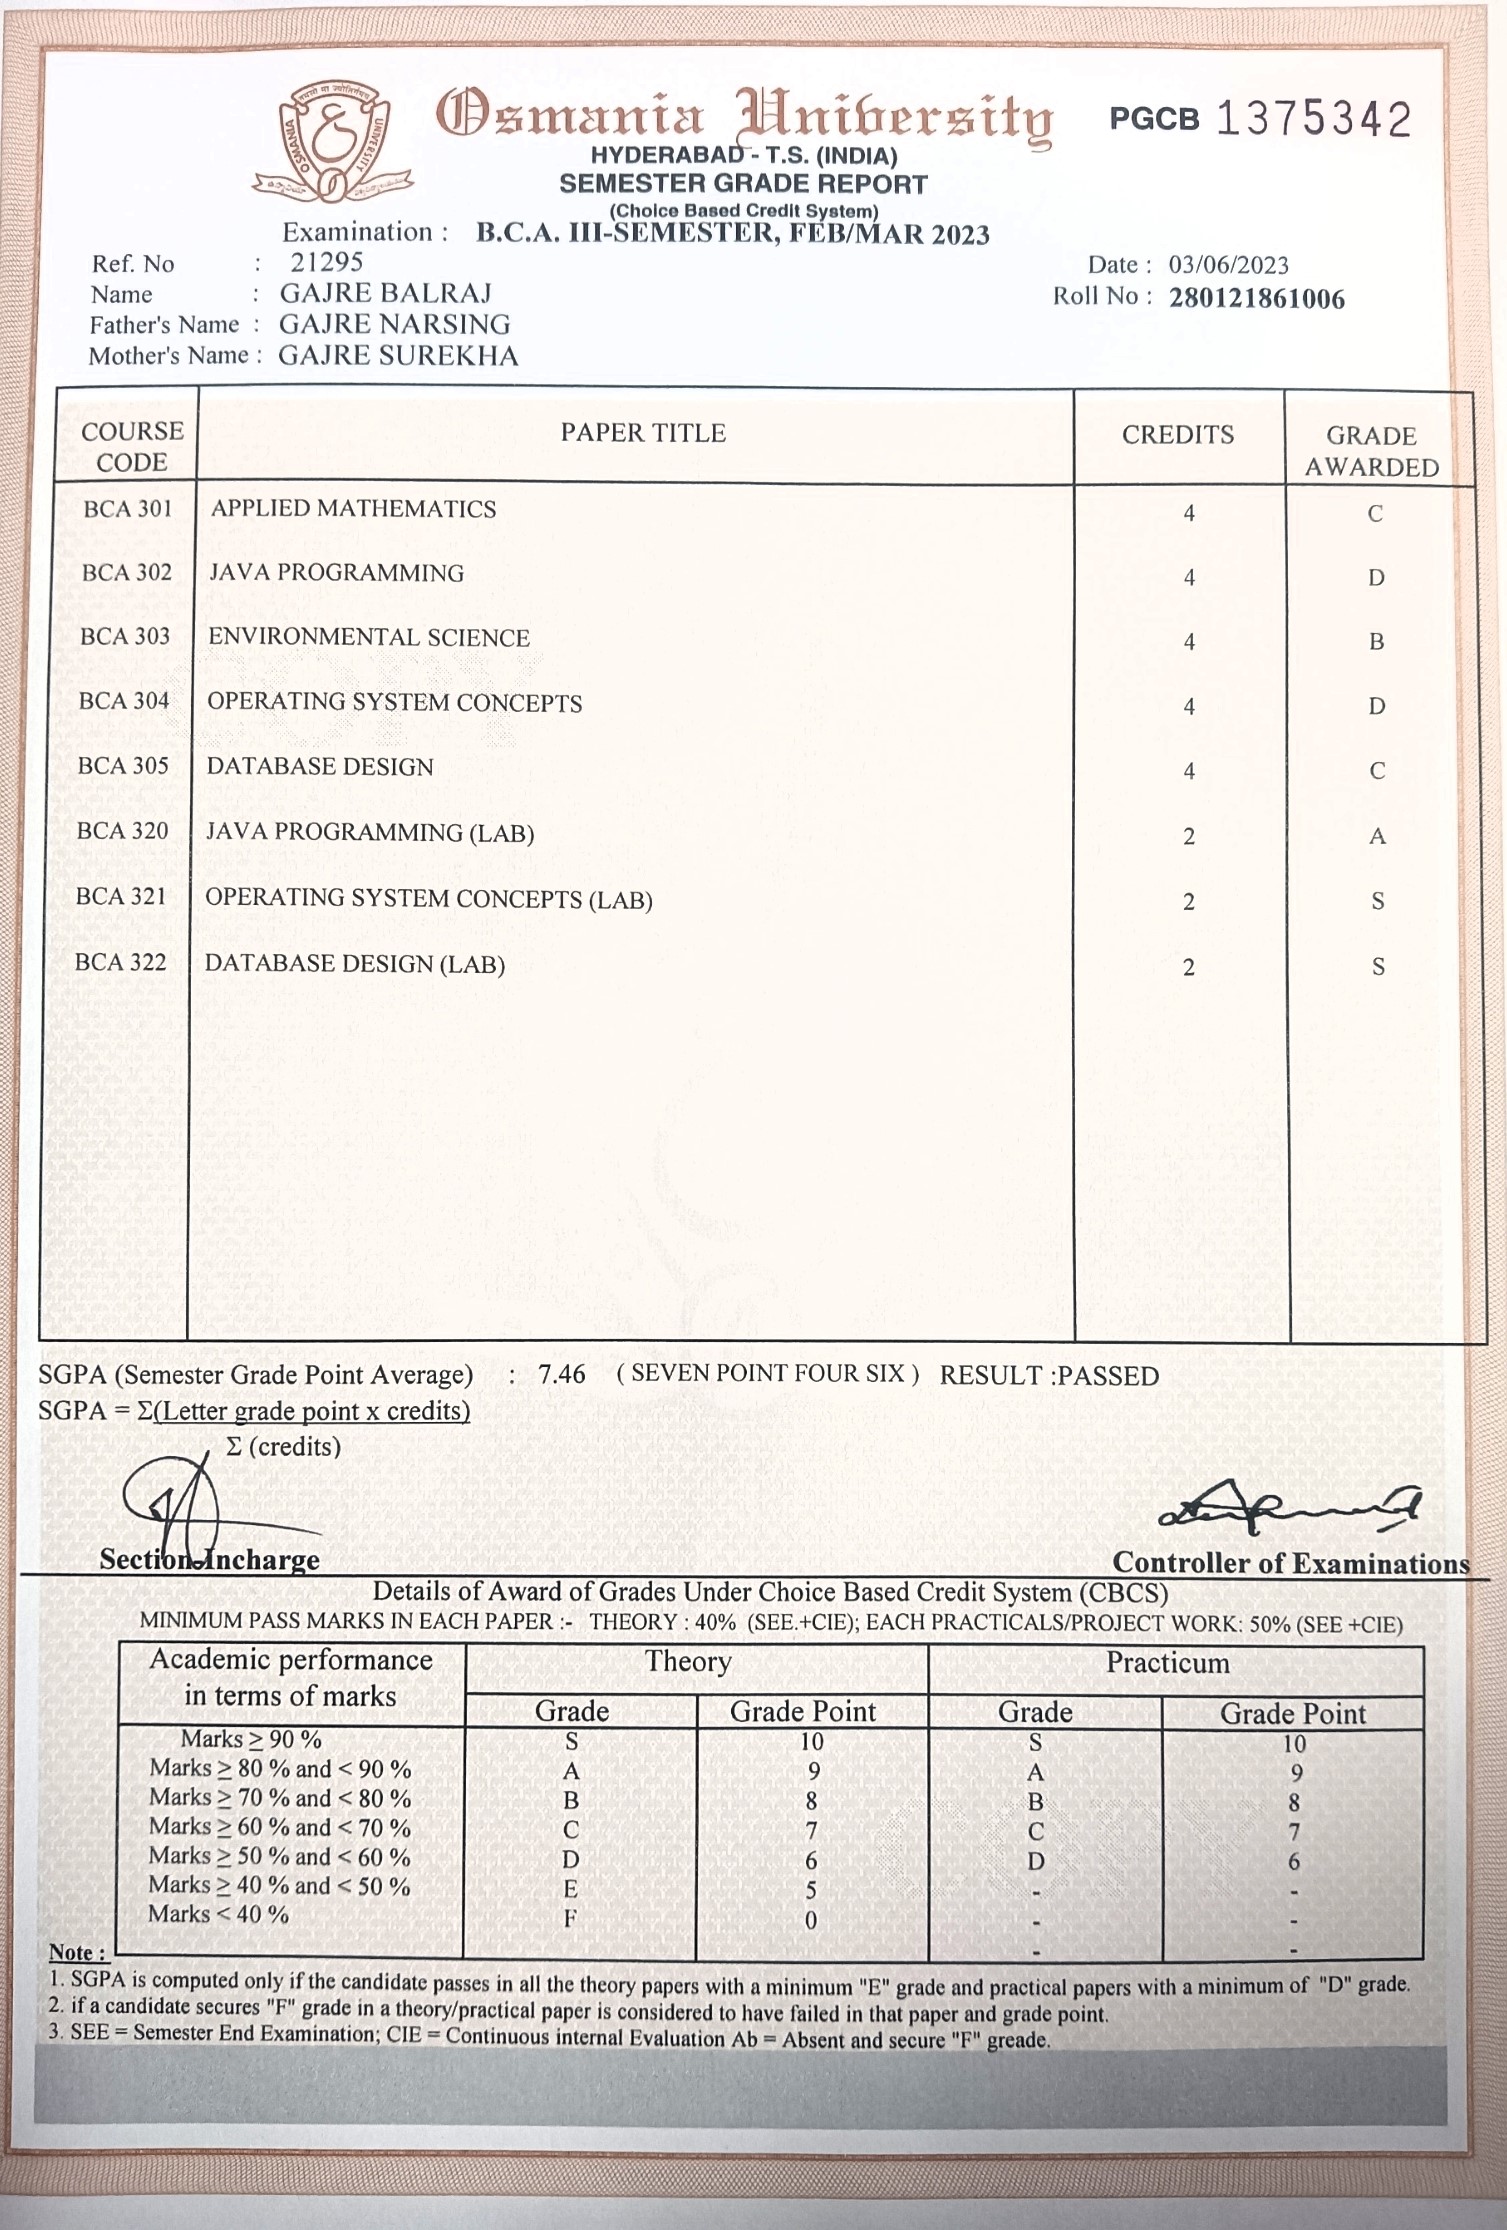 Osmania University
PGCB 1375342
OSMANIA UNIVERSITY
HYDERABAD - T.S. (INDIA)
SEMESTER GRADE REPORT
(Choice Based Credit System)
Examination : B.C.A. III-SEMESTER, FEB/MAR 2023
Ref. No : 21295
Date : 03/06/2023
Name : GAJRE BALRAJ
Roll No : 280121861006
Father's Name : GAJRE NARSING
Mother's Name : GAJRE SUREKHA
COURSE CODE PAPER TITLE CREDITS GRADE AWARDED
BCA 301 APPLIED MATHEMATICS 4 C
BCA 302 JAVA PROGRAMMING 4 D
BCA 303 ENVIRONMENTAL SCIENCE 4 B
BCA 304 OPERATING SYSTEM CONCEPTS 4 D
BCA 305 DATABASE DESIGN 4 C
BCA 320 JAVA PROGRAMMING (LAB) 2 A
BCA 321 OPERATING SYSTEM CONCEPTS (LAB) 2 S
BCA 322 DATABASE DESIGN (LAB) 2 S
SGPA (Semester Grade Point Average) : 7.46 ( SEVEN POINT FOUR SIX ) RESULT :PASSED
SGPA = Σ(Letter grade point x credits)
Σ (credits)
Section Incharge
Controller of Examinations
Details of Award of Grades Under Choice Based Credit System (CBCS)
MINIMUM PASS MARKS IN EACH PAPER :- THEORY : 40% (SEE.+CIE); EACH PRACTICALS/PROJECT WORK: 50% (SEE +CIE)
Academic performance in terms of marks Theory Practicum
Grade Grade Point Grade Grade Point
Marks ≥ 90 % S 10 S 10
Marks ≥ 80 % and < 90 % A 9 A 9
Marks ≥ 70 % and < 80 % B 8 B 8
Marks ≥ 60 % and < 70 % C 7 C 7
Marks ≥ 50 % and < 60 % D 6 D 6
Marks ≥ 40 % and < 50 % E 5 - -
Marks < 40 % F 0 - -
- -
Note :
1. SGPA is computed only if the candidate passes in all the theory papers with a minimum "E" grade and practical papers with a minimum of "D" grade.
2. if a candidate secures "F" grade in a theory/practical paper is considered to have failed in that paper and grade point.
3. SEE = Semester End Examination; CIE = Continuous internal Evaluation Ab = Absent and secure "F" greade.